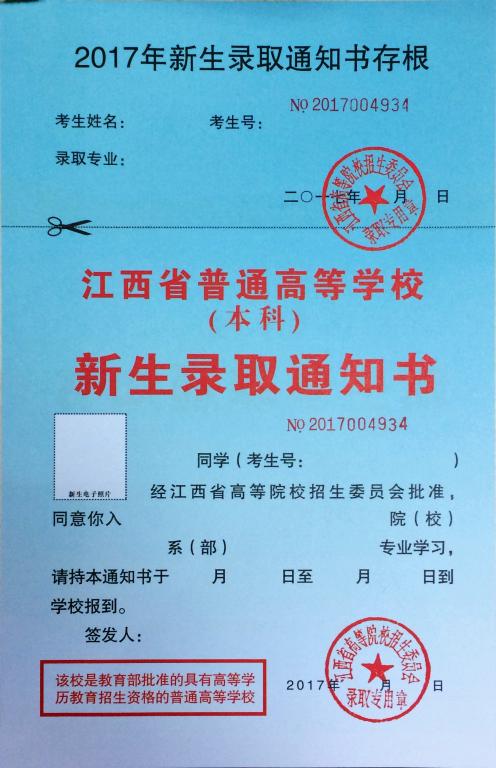 2017年新生录取通知书存根
NO 2017004934
考生姓名： 考生号：
录取专业：
二〇一七年 月 日
江西省高等院校招生委员会
录取专用章
江西省普通高等学校
（本科）
新生录取通知书
NO 2017004934
同学（考生号： ）
新生电子照片
经江西省高等院校招生委员会批准，
同意你入 院（校）
系（部） 专业学习，
请持本通知书于 月 日至 月 日到
学校报到。
签发人：
该校是教育部批准的具有高等学
历教育招生资格的普通高等学校
2017年 月 日
江西省高等院校招生委员会
录取专用章